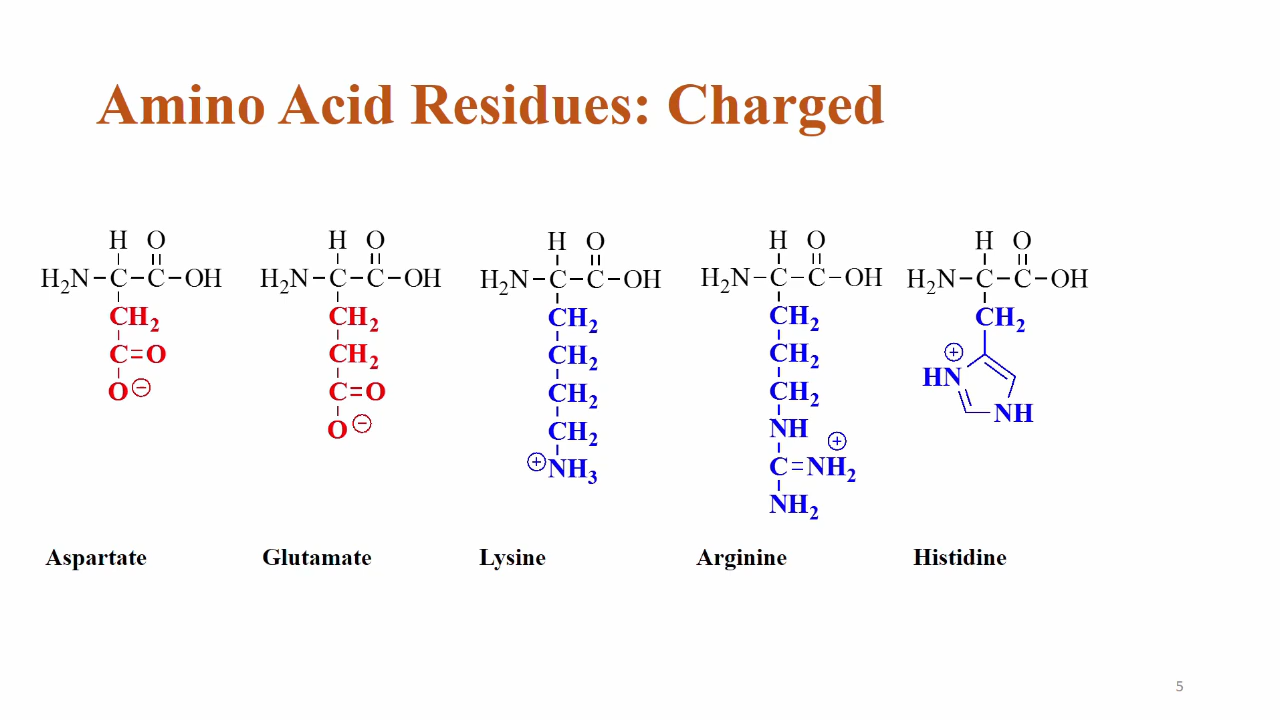 Amino Acid Residues: Charged
H O H O H O H O H O
H₂N–C–C–OH H₂N–C–C–OH H₂N–C–C–OH H₂N–C–C–OH H₂N–C–C–OH
CH₂ CH₂ CH₂ CH₂ CH₂
C=O CH₂ CH₂ CH₂ ⊕
O⊖ C=O CH₂ CH₂ HN
O⊖ CH₂ NH ⊕ NH
⊕NH₃ C=NH₂
NH₂
Aspartate Glutamate Lysine Arginine Histidine
5